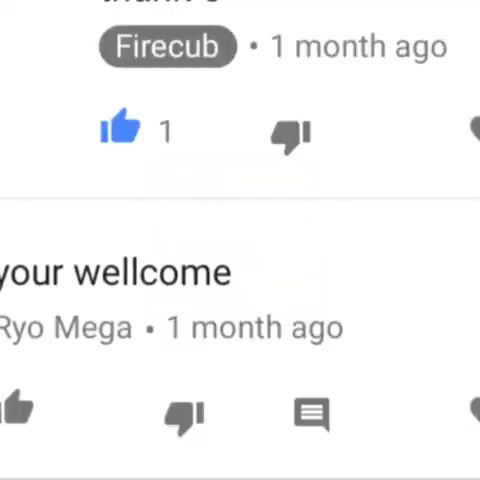 Firecub • 1 month ago
1
your wellcome
Ryo Mega • 1 month ago